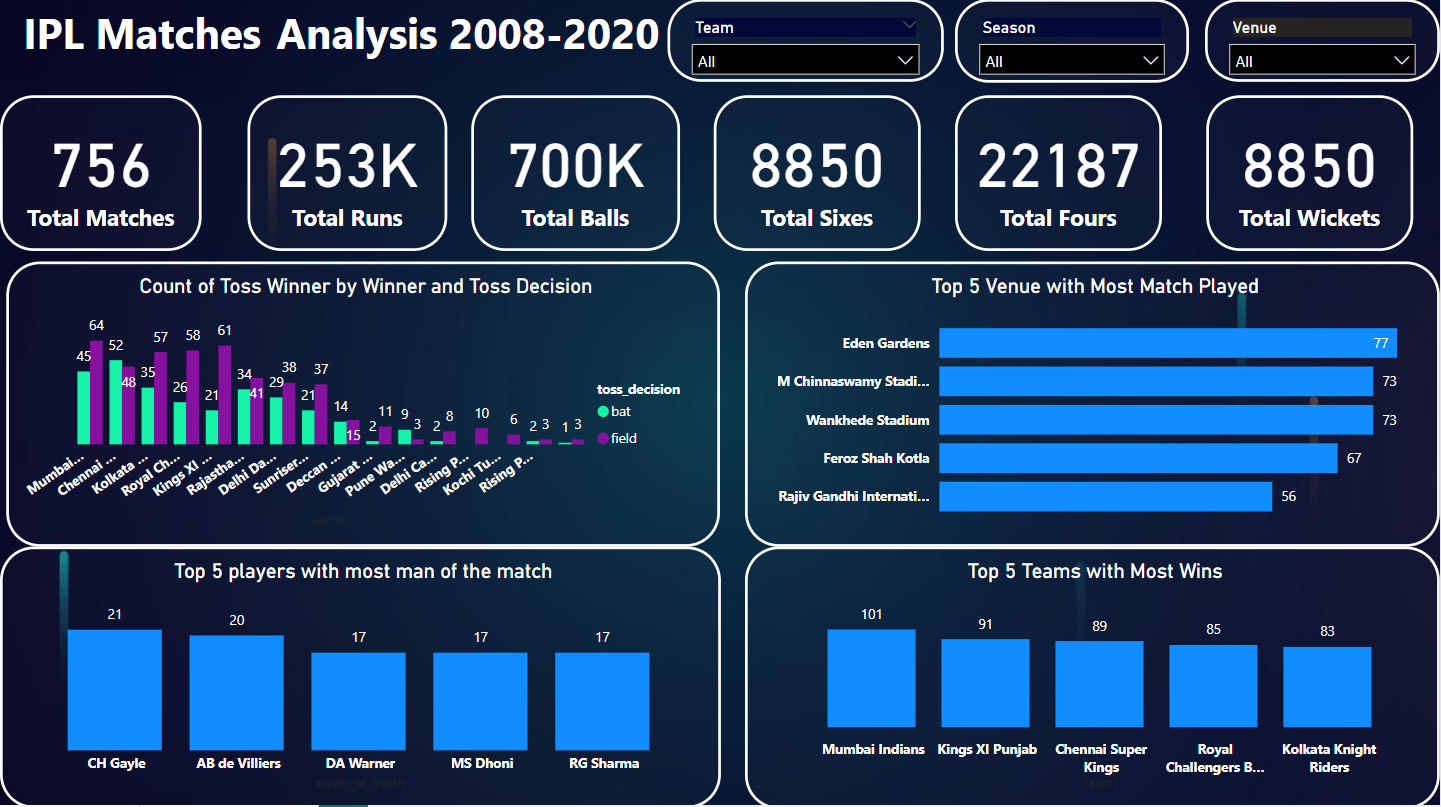 IPL Matches Analysis 2008-2020
Team
All
Season
All
Venue
All
756
Total Matches
253K
Total Runs
700K
Total Balls
8850
Total Sixes
22187
Total Fours
8850
Total Wickets
Count of Toss Winner by Winner and Toss Decision
45 64 52 48 35 57 26 58 21 61 34 41 29 38 21 37 14 15 2 11 9 3 2 8 10 6 2 3 1 3
Mumbai...
Chennai ...
Kolkata ...
Royal Ch...
Kings XI ...
Rajastha...
Delhi Da...
Sunriser...
Deccan ...
Gujarat ...
Pune Wa...
Delhi Ca...
Rising P...
Kochi Tu...
Rising P...
winner
toss_decision
bat
field
Top 5 Venue with Most Match Played
Eden Gardens 77
M Chinnaswamy Stadi... 73
Wankhede Stadium 73
Feroz Shah Kotla 67
Rajiv Gandhi Internati... 56
Top 5 players with most man of the match
21 20 17 17 17
CH Gayle AB de Villiers DA Warner MS Dhoni RG Sharma
player_of_match
Top 5 Teams with Most Wins
101 91 89 85 83
Mumbai Indians Kings XI Punjab Chennai Super Royal Kolkata Knight
Kings Challengers B... Riders
team1